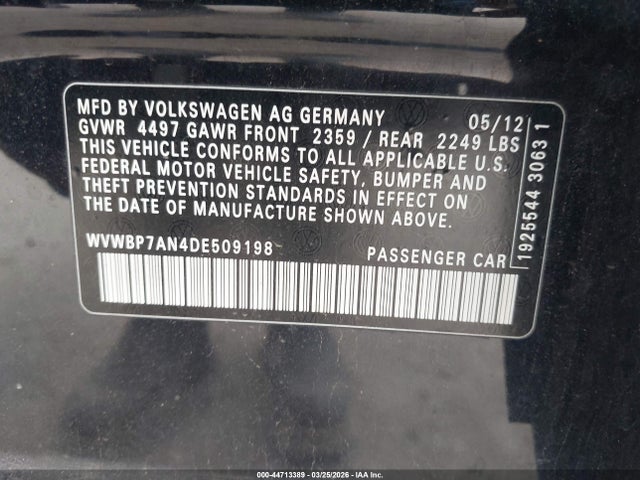 MFD BY VOLKSWAGEN AG GERMANY 05/12
GVWR 4497 GAWR FRONT 2359 / REAR 2249 LBS
THIS VEHICLE CONFORMS TO ALL APPLICABLE U.S.
FEDERAL MOTOR VEHICLE SAFETY, BUMPER AND
THEFT PREVENTION STANDARDS IN EFFECT ON
THE DATE OF MANUFACTURE SHOWN ABOVE.
WVWBP7AN4DE509198 PASSENGER CAR
1925544 3063 1
000-44713389 - 03/25/2026 - IAA Inc.